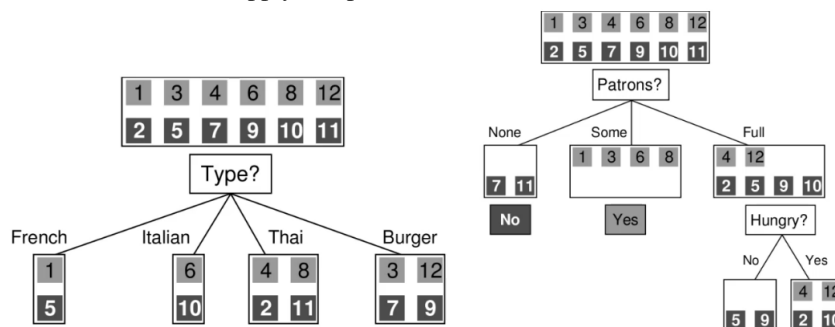 1 3 4 6 8 12
2 5 7 9 10 11
Type?
French Italian Thai Burger
1 6 4 8 3 12
5 10 2 11 7 9
1 3 4 6 8 12
2 5 7 9 10 11
Patrons?
None Some Full
1 3 6 8 4 12
7 11 2 5 9 10
No Yes Hungry?
No Yes
4 12
5 9 2 10